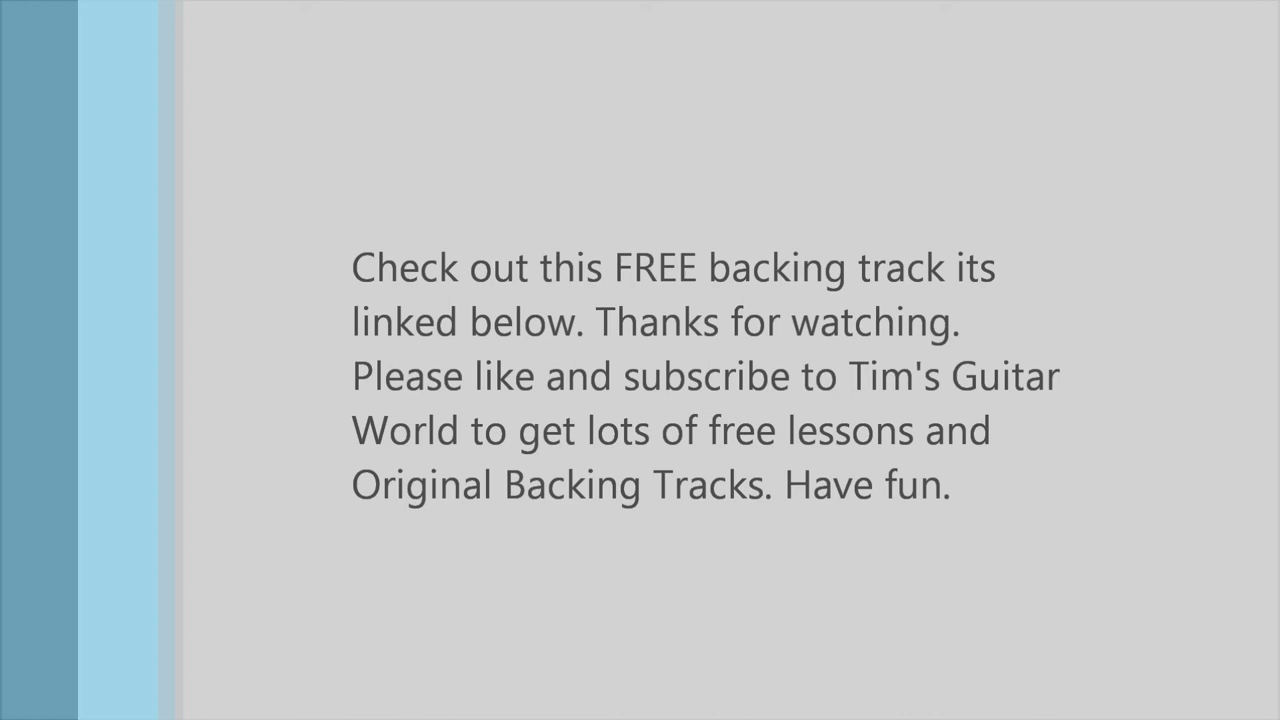 Check out this FREE backing track its
linked below. Thanks for watching.
Please like and subscribe to Tim's Guitar
World to get lots of free lessons and
Original Backing Tracks. Have fun.